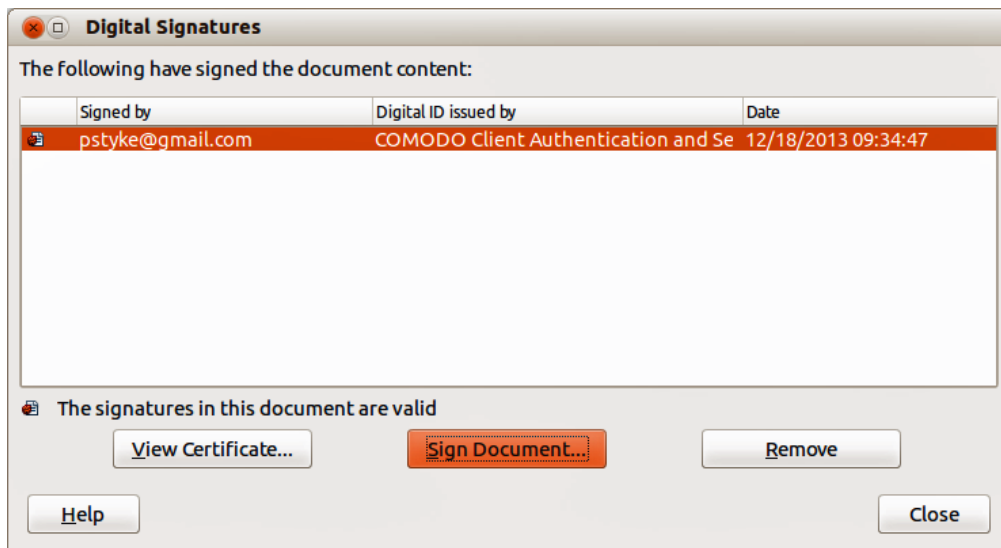 Digital Signatures
The following have signed the document content:
Signed by Digital ID issued by Date
pstyke@gmail.com COMODO Client Authentication and Se 12/18/2013 09:34:47
The signatures in this document are valid
View Certificate... Sign Document... Remove
Help Close